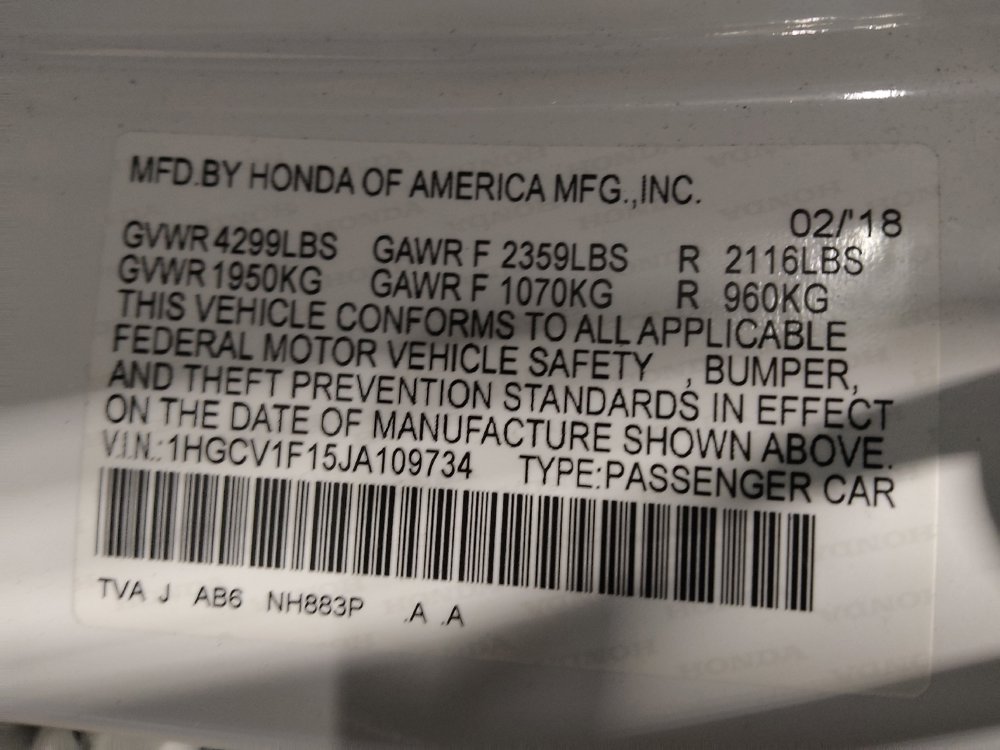 MFD.BY HONDA OF AMERICA MFG.,INC.
02/'18
GVWR 4299LBS GAWR F 2359LBS R 2116LBS
GVWR 1950KG GAWR F 1070KG R 960KG
THIS VEHICLE CONFORMS TO ALL APPLICABLE
FEDERAL MOTOR VEHICLE SAFETY , BUMPER,
AND THEFT PREVENTION STANDARDS IN EFFECT
ON THE DATE OF MANUFACTURE SHOWN ABOVE.
V.I.N.: 1HGCV1F15JA109734 TYPE:PASSENGER CAR
TVA J AB6 NH883P .A .A